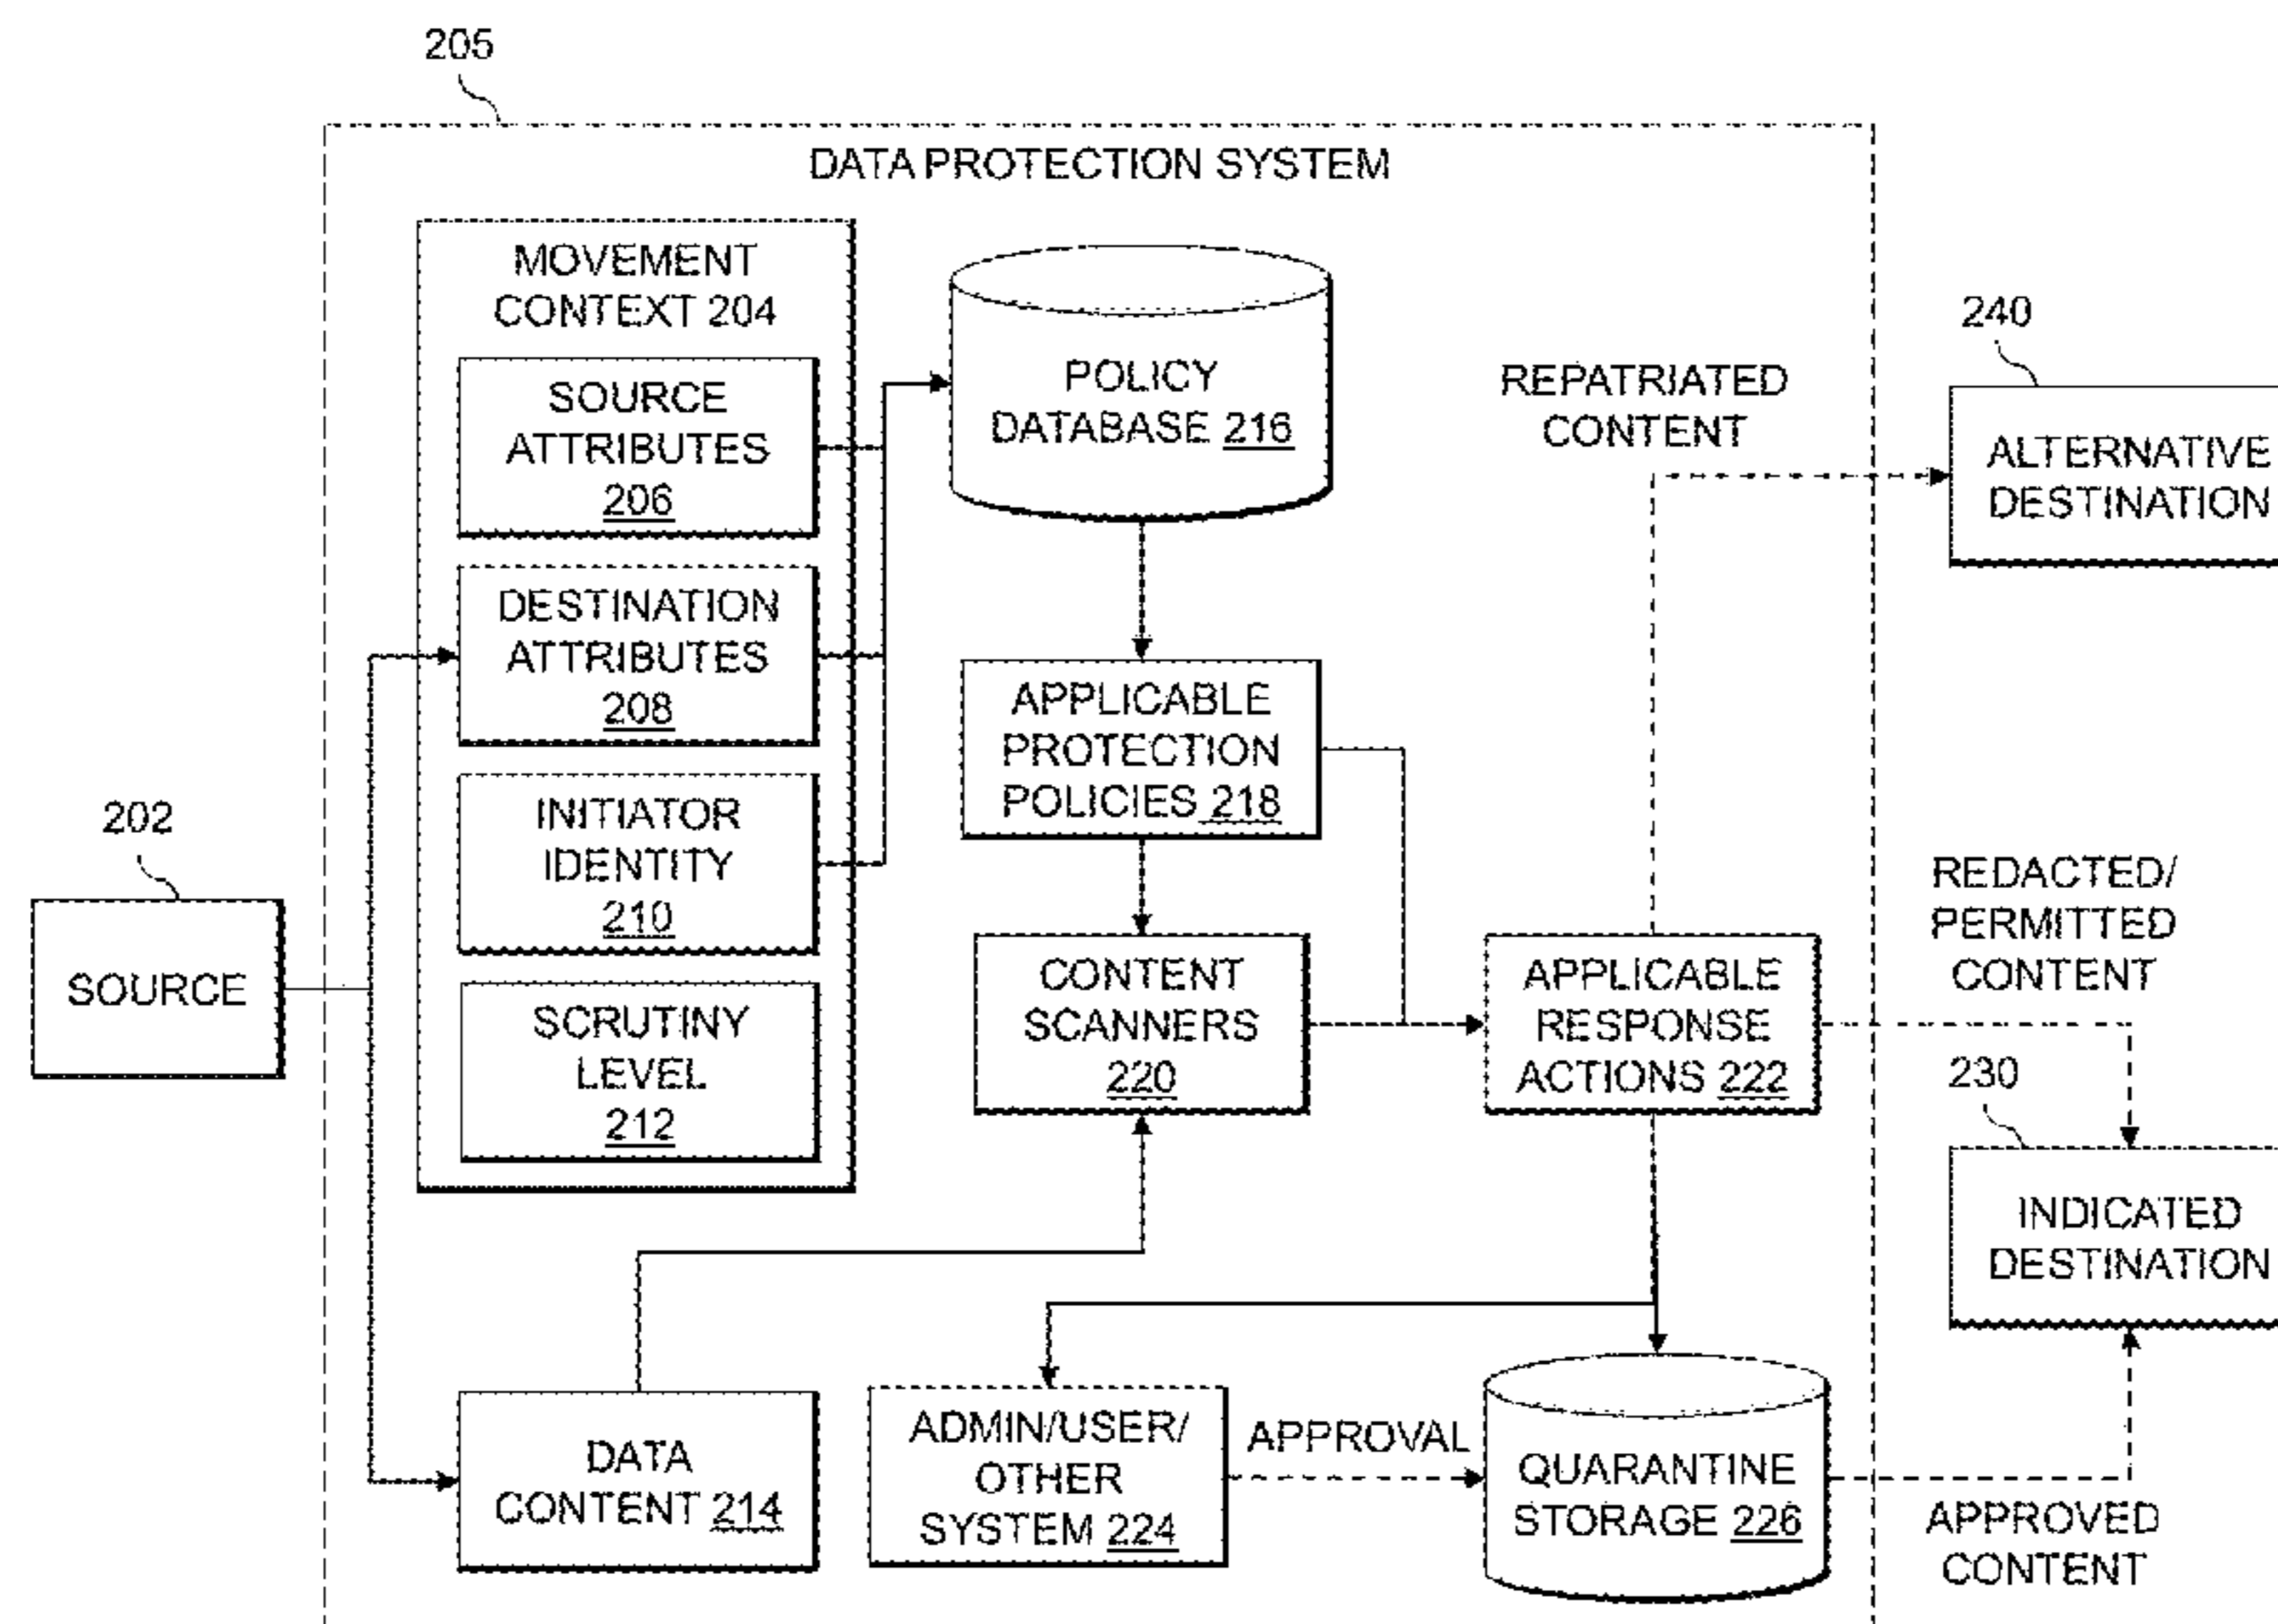 205
DATA PROTECTION SYSTEM
MOVEMENT
CONTEXT 204
SOURCE
ATTRIBUTES
206
DESTINATION
ATTRIBUTES
208
INITIATOR
IDENTITY
210
SCRUTINY
LEVEL
212
202
SOURCE
DATA
CONTENT 214
POLICY
DATABASE 216
APPLICABLE
PROTECTION
POLICIES 218
CONTENT
SCANNERS
220
APPLICABLE
RESPONSE
ACTIONS 222
ADMIN/USER/
OTHER
SYSTEM 224
APPROVAL
QUARANTINE
STORAGE 226
REPATRIATED
CONTENT
240
ALTERNATIVE
DESTINATION
REDACTED/
PERMITTED
CONTENT
230
INDICATED
DESTINATION
APPROVED
CONTENT